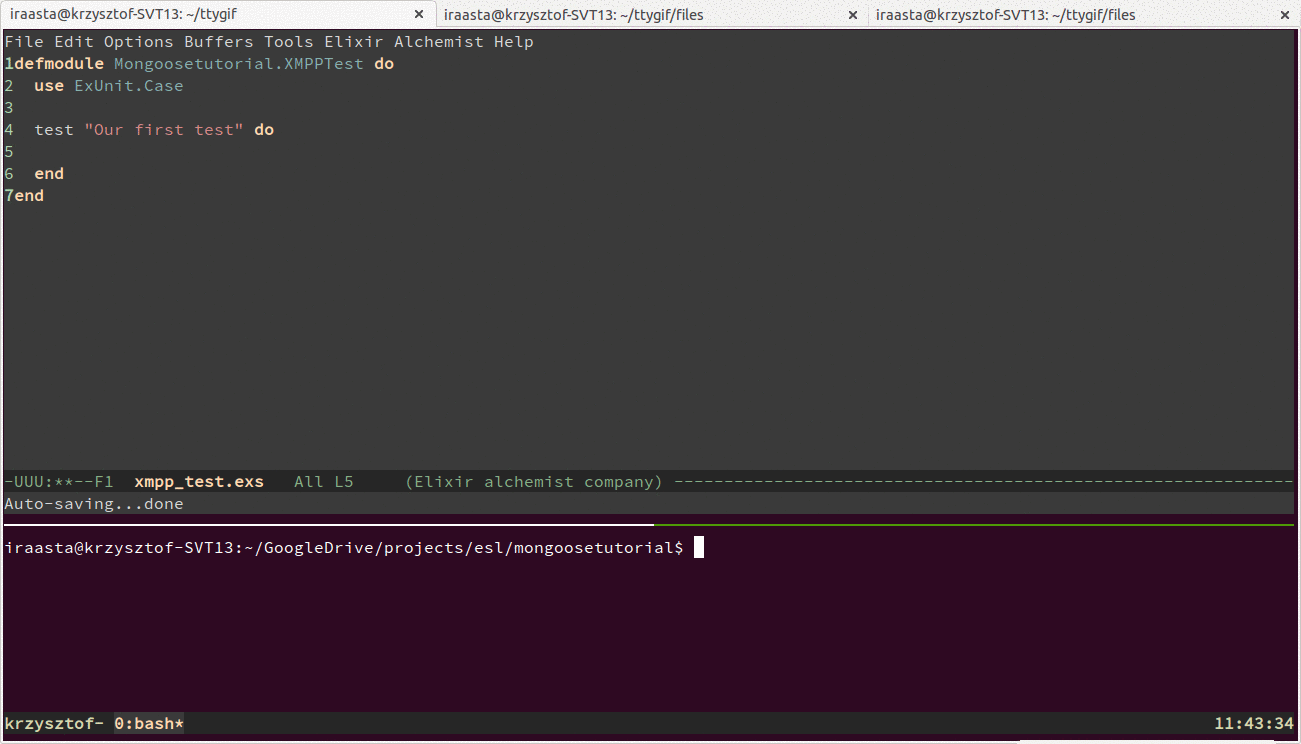 iraasta@krzysztof-SVT13: ~/ttygif × iraasta@krzysztof-SVT13: ~/ttygif/files × iraasta@krzysztof-SVT13: ~/ttygif/files ×
File Edit Options Buffers Tools Elixir Alchemist Help
1defmodule Mongoosetutorial.XMPPTest do
2  use ExUnit.Case
3
4  test "Our first test" do
5
6  end
7end
-UUU:**--F1  xmpp_test.exs   All L5     (Elixir alchemist company) --------------------------------------------------------------
Auto-saving...done
iraasta@krzysztof-SVT13:~/GoogleDrive/projects/esl/mongoosetutorial$
krzysztof- 0:bash* 11:43:34